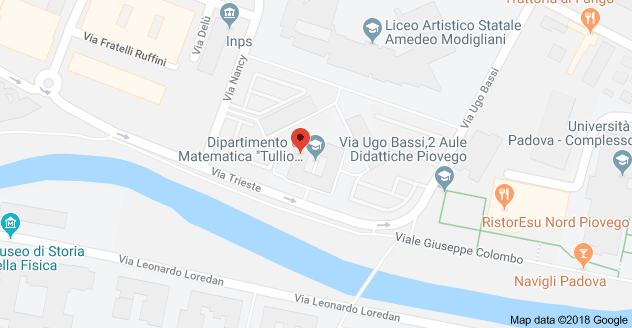 Trattoria al Pango
Liceo Artistico Statale
Amedeo Modigliani
Via Delù
Inps
Via Fratelli Ruffini
Via Nancy
Via Ugo Bassi
Università
Padova - Complesso
Dipartimento
Matematica "Tullio...
Via Ugo Bassi,2 Aule
Didattiche Piovego
Via Trieste
RistorEsu Nord Piovego
Viale Giuseppe Colombo
useo di Storia
ella Fisica
Via Leonardo Loredan
Navigli Padova
Via Leonardo Loredan
Map data ©2018 Google